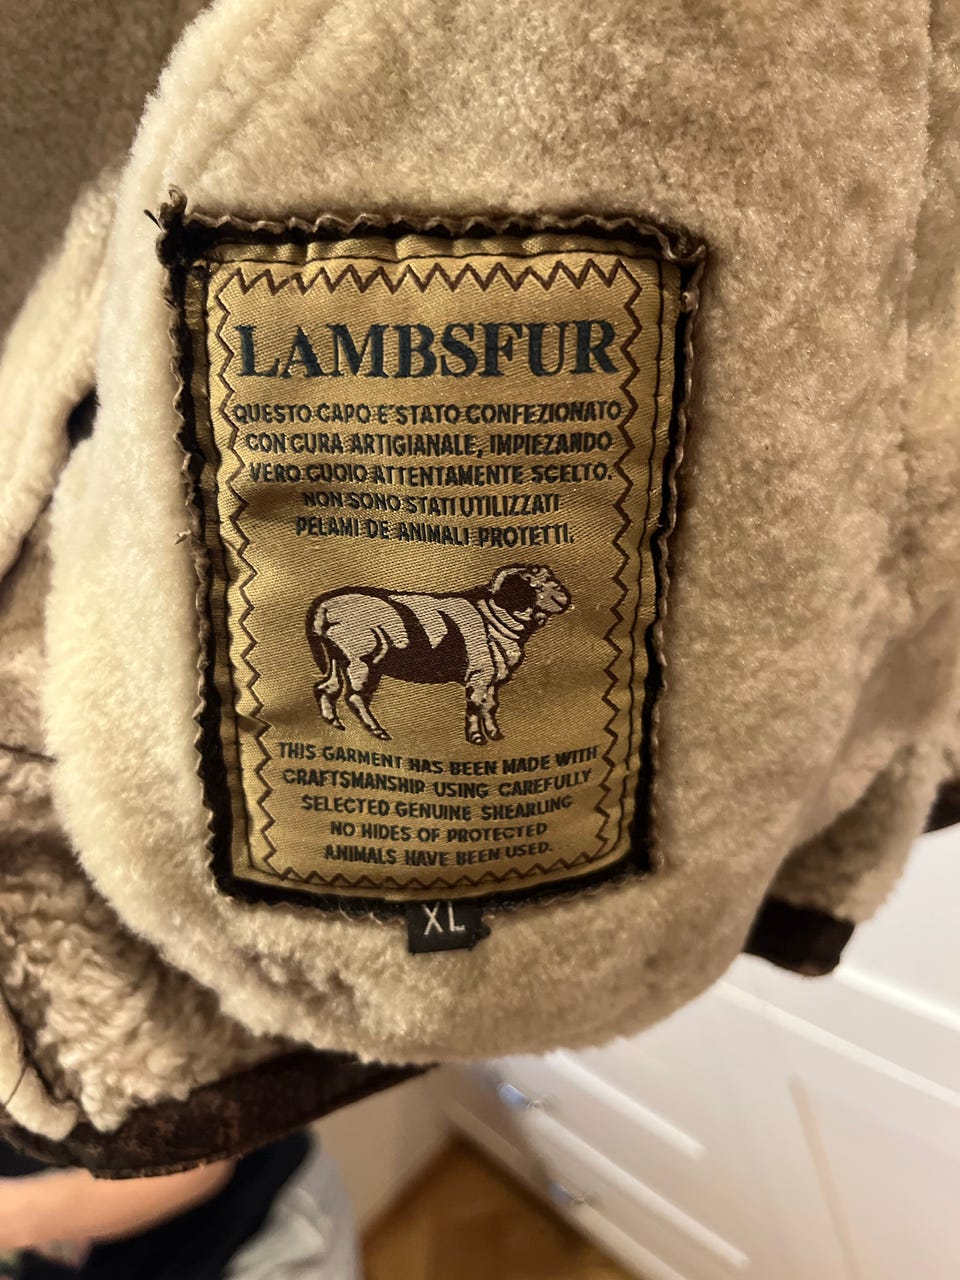 LAMBSFUR
QUESTO CAPO E' STATO CONFEZIONATO
CON CURA ARTIGIANALE, IMPIEZANDO
VERO CUOIO ATTENTAMENTE SCELTO.
NON SONO STATI UTILIZZATI
PELAMI DE ANIMALI PROTETTI.
THIS GARMENT HAS BEEN MADE WITH
CRAFTSMANSHIP USING CAREFULLY
SELECTED GENUINE SHEARLING
NO HIDES OF PROTECTED
ANIMALS HAVE BEEN USED.
XL